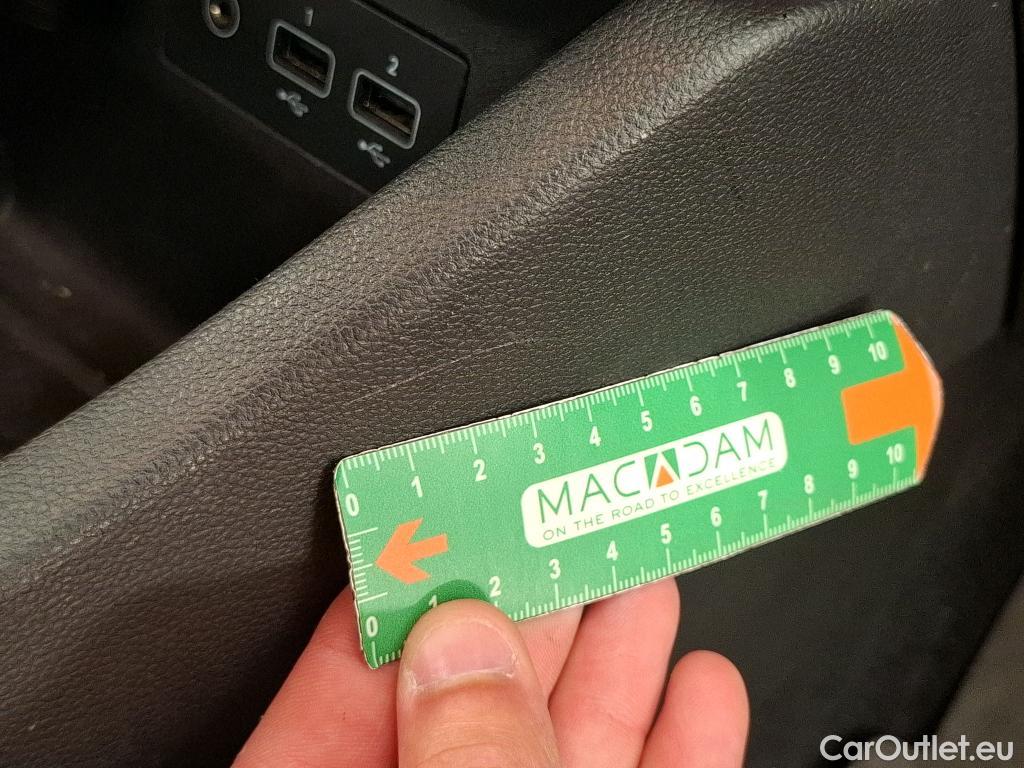 1
2
0 1 2 3 4 5 6 7 8 9 10
MACADAM
ON THE ROAD TO EXCELLENCE
0 1 2 3 4 5 6 7 8 9 10
CarOutlet.eu